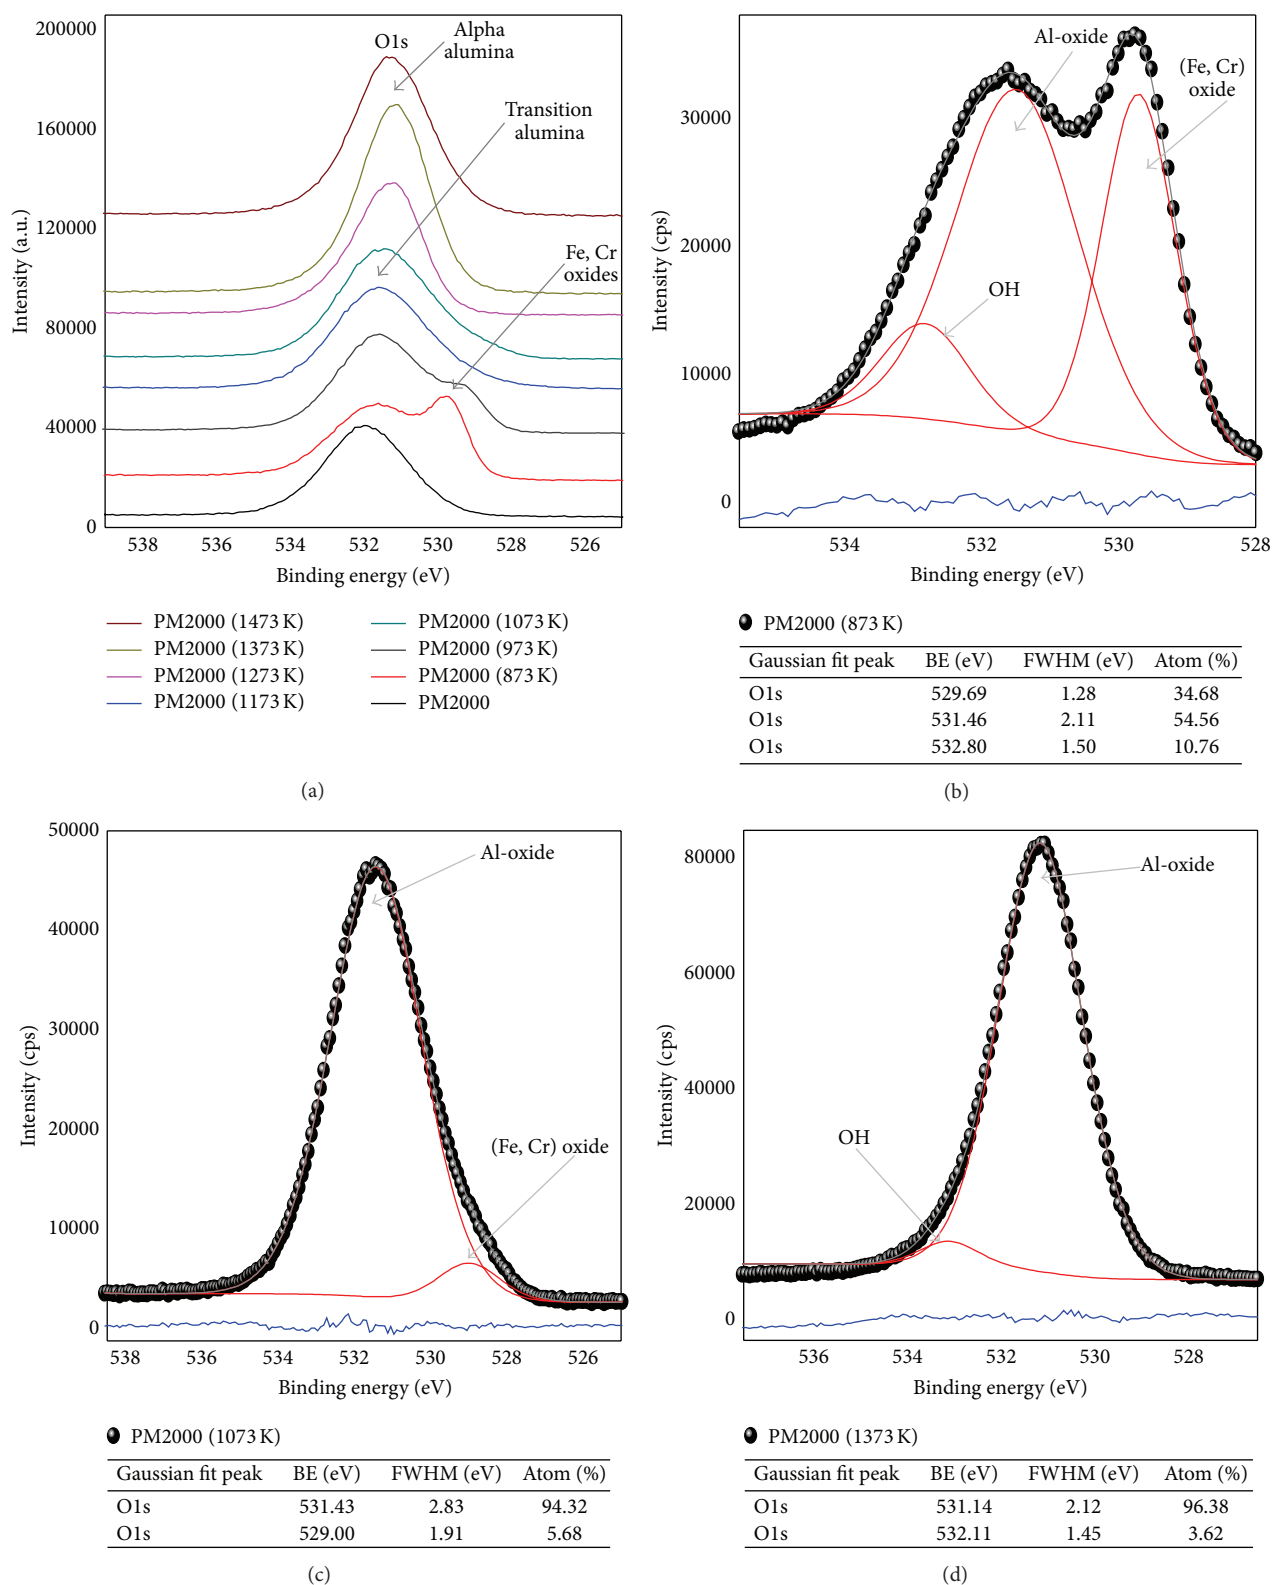 200000
160000
120000
80000
40000
0
Intensity (a.u.)
O1s
Alpha
alumina
Transition
alumina
Fe, Cr
oxides
538 536 534 532 530 528 526
Binding energy (eV)
PM2000 (1473 K)
PM2000 (1373 K)
PM2000 (1273 K)
PM2000 (1173 K)
PM2000 (1073 K)
PM2000 (973 K)
PM2000 (873 K)
PM2000
(a)
30000
20000
10000
0
Intensity (cps)
Al-oxide
(Fe, Cr)
oxide
OH
534 532 530 528
Binding energy (eV)
PM2000 (873 K)
Gaussian fit peak BE (eV) FWHM (eV) Atom (%)
O1s 529.69 1.28 34.68
O1s 531.46 2.11 54.56
O1s 532.80 1.50 10.76
(b)
50000
40000
30000
20000
10000
0
Intensity (cps)
Al-oxide
(Fe, Cr) oxide
538 536 534 532 530 528 526
Binding energy (eV)
PM2000 (1073 K)
Gaussian fit peak BE (eV) FWHM (eV) Atom (%)
O1s 531.43 2.83 94.32
O1s 529.00 1.91 5.68
(c)
80000
60000
40000
20000
0
Intensity (cps)
Al-oxide
OH
536 534 532 530 528
Binding energy (eV)
PM2000 (1373 K)
Gaussian fit peak BE (eV) FWHM (eV) Atom (%)
O1s 531.14 2.12 96.38
O1s 532.11 1.45 3.62
(d)